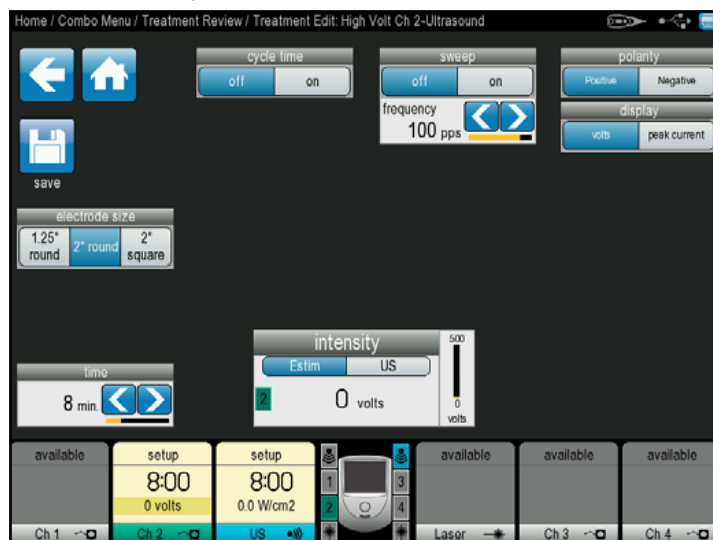 Home / Combo Menu / Treatment Review / Treatment Edit: High Volt Ch 2-Ultrasound
cycle time
off on
sweep
off on
frequency
100 pps
polarity
Positive Negative
display
volts peak current
save
electrode size
1.25" round
2" round
2" square
intensity
Estim US
2 0 volts
500
0
volts
time
8 min.
available
Ch 1
setup
8:00
0 volts
Ch 2
setup
8:00
0.0 W/cm2
US
1 3
2 4
available
Laser
available
Ch 3
available
Ch 4